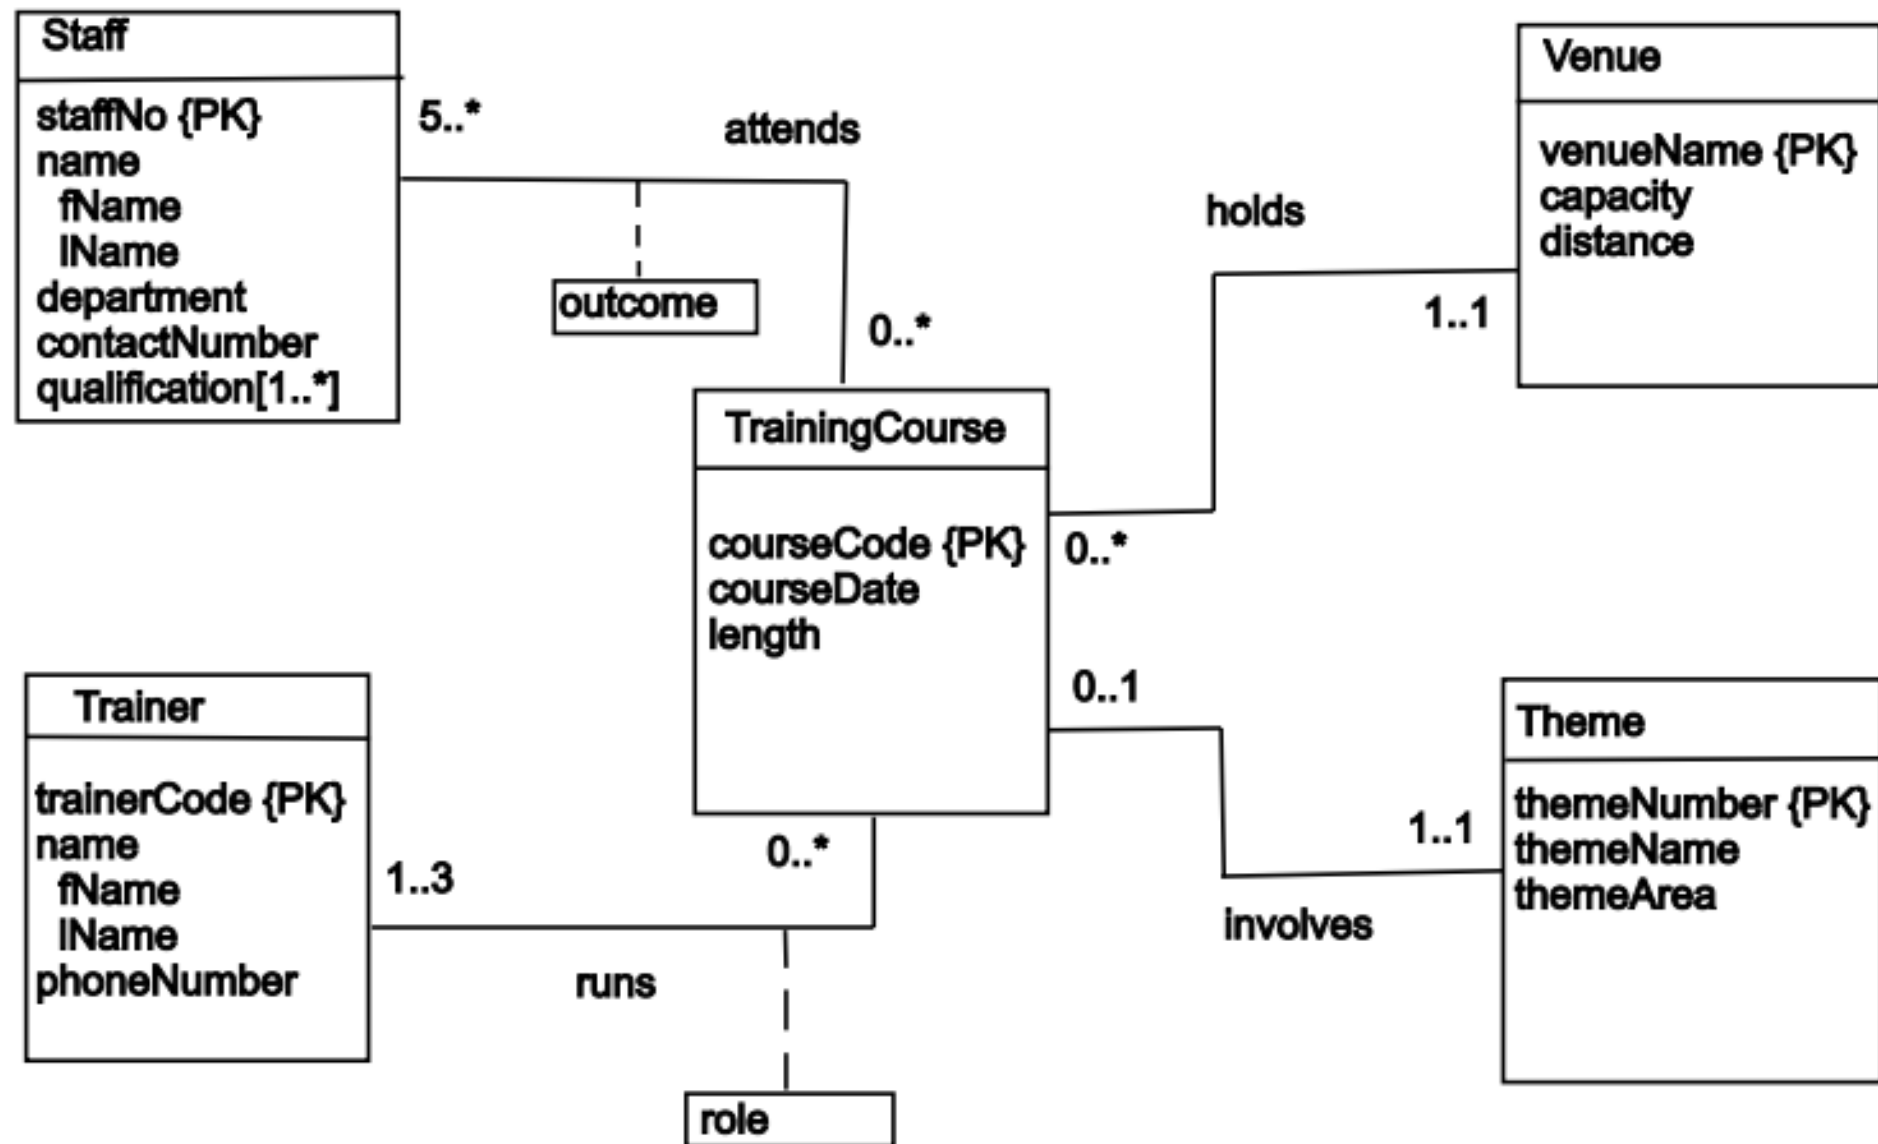 Staff
staffNo {PK}
name
fName
lName
department
contactNumber
qualification[1..*]
5..*
attends
outcome
0..*
Venue
venueName {PK}
capacity
distance
holds
1..1
TrainingCourse
courseCode {PK}
courseDate
length
0..*
0..1
Trainer
trainerCode {PK}
name
fName
lName
phoneNumber
1..3
0..*
runs
role
Theme
themeNumber {PK}
themeName
themeArea
1..1
involves